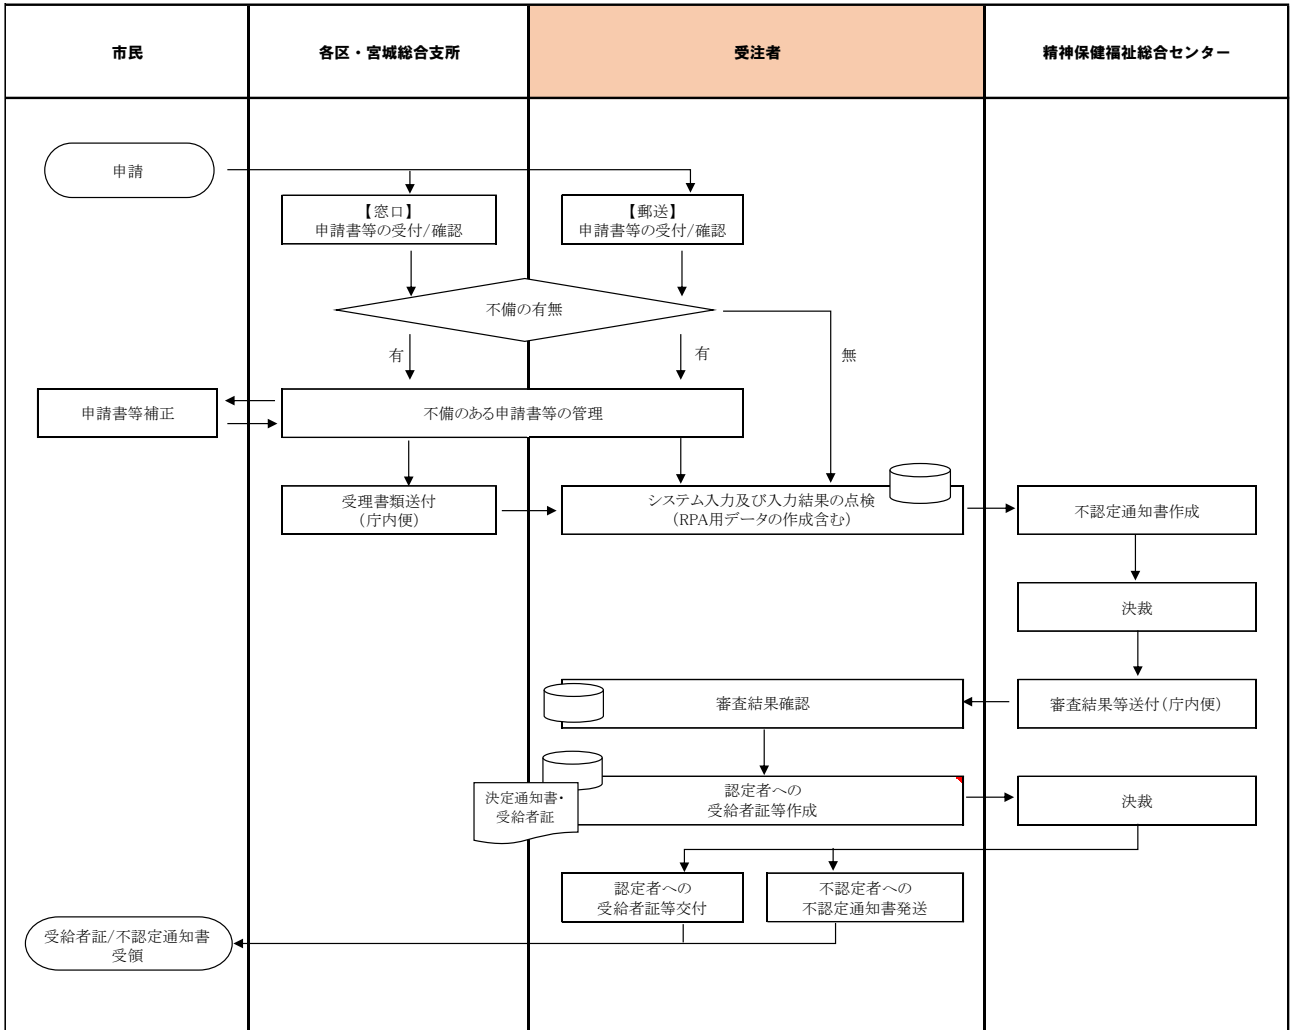 市民
各区・宮城総合支所
受注者
精神保健福祉総合センター
申請
【窓口】
申請書等の受付/確認
【郵送】
申請書等の受付/確認
不備の有無
有
有
無
申請書等補正
不備のある申請書等の管理
受理書類送付
（庁内便）
システム入力及び入力結果の点検
（RPA用データの作成含む）
不認定通知書作成
決裁
審査結果確認
審査結果等送付（庁内便）
決定通知書・
受給者証
認定者への
受給者証等作成
決裁
認定者への
受給者証等交付
不認定者への
不認定通知書発送
受給者証/不認定通知書
受領